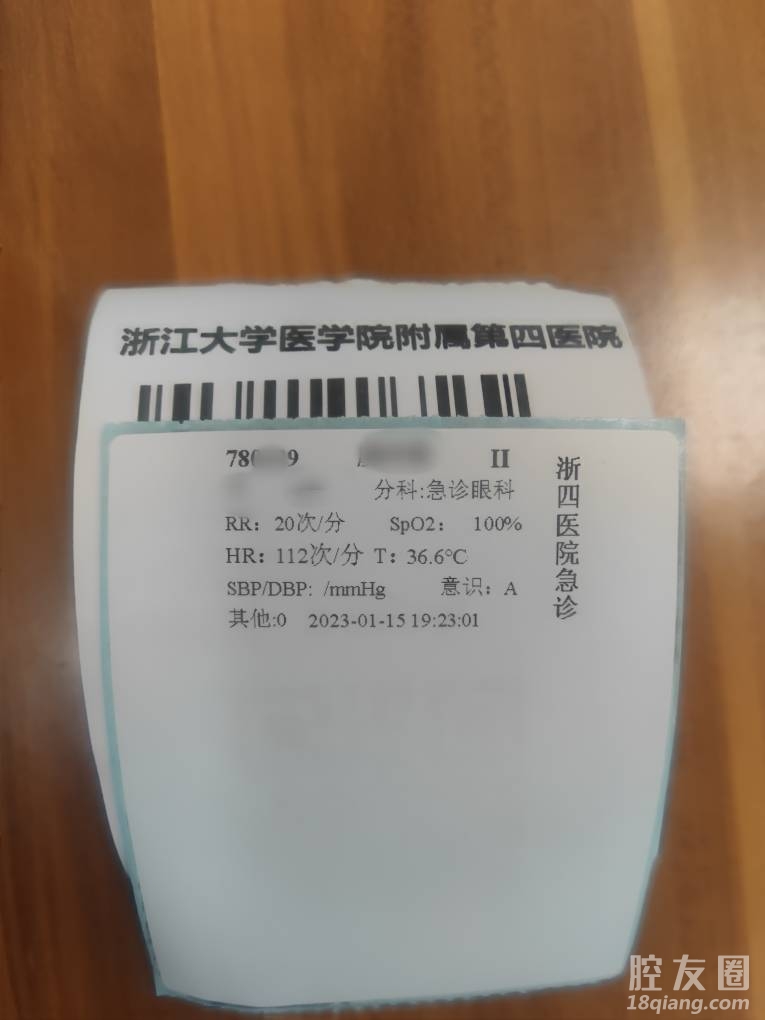 浙江大学医学院附属第四医院
II
分科:急诊眼科
RR: 20次/分 SpO2: 100%
HR: 112次/分 T: 36.6°C
SBP/DBP: /mmHg 意识: A
其他:0 2023-01-15 19:23:01
浙四医院急诊
腔友圈
18qiang.com